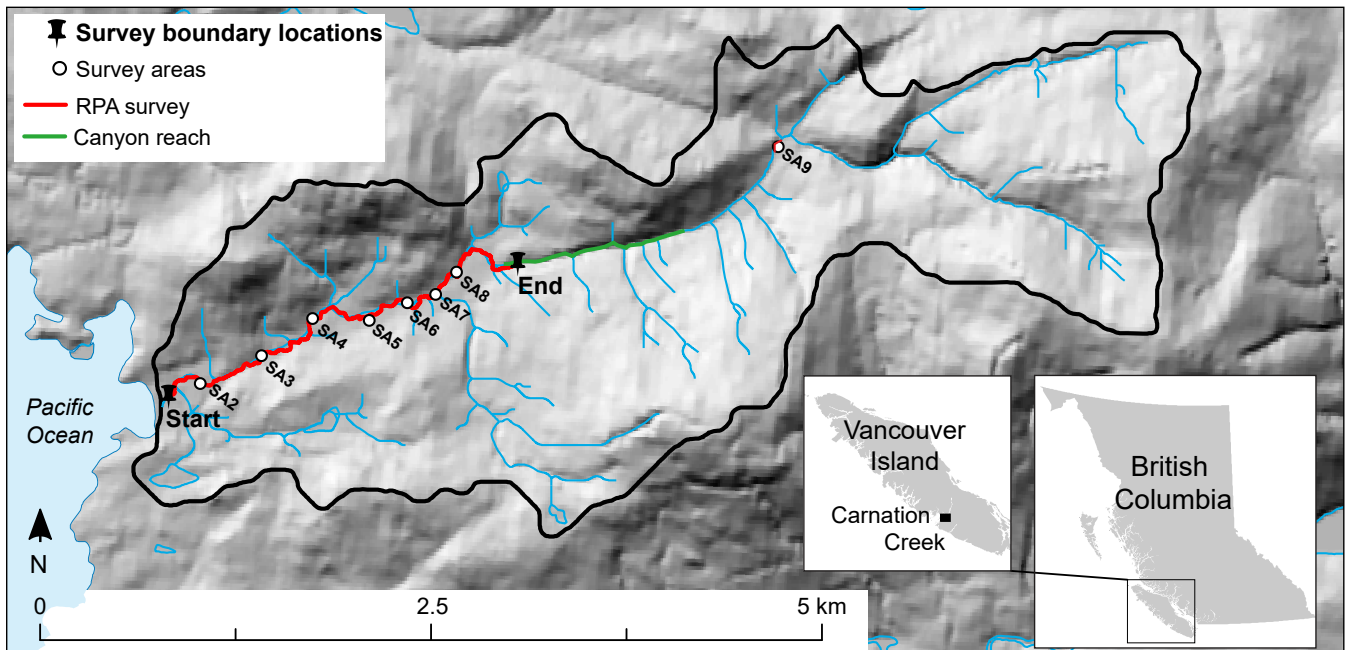 Survey boundary locations
Survey areas
RPA survey
Canyon reach
SA9
SA8
End
SA7
SA6
SA5
SA4
SA3
SA2
Start
Pacific
Ocean
N
0
2.5
5 km
Vancouver
Island
Carnation
Creek
British
Columbia